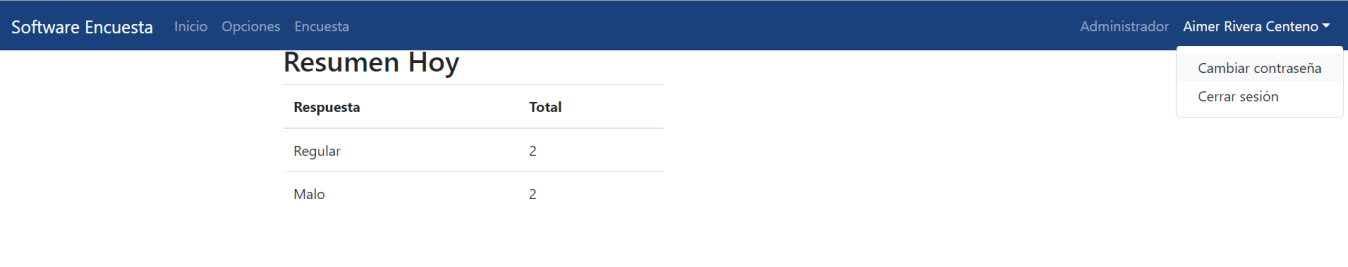 Software Encuesta Inicio Opciones Encuesta Administrador Aimer Rivera Centeno
Cambiar contraseña
Cerrar sesión
Resumen Hoy
Respuesta Total
Regular 2
Malo 2